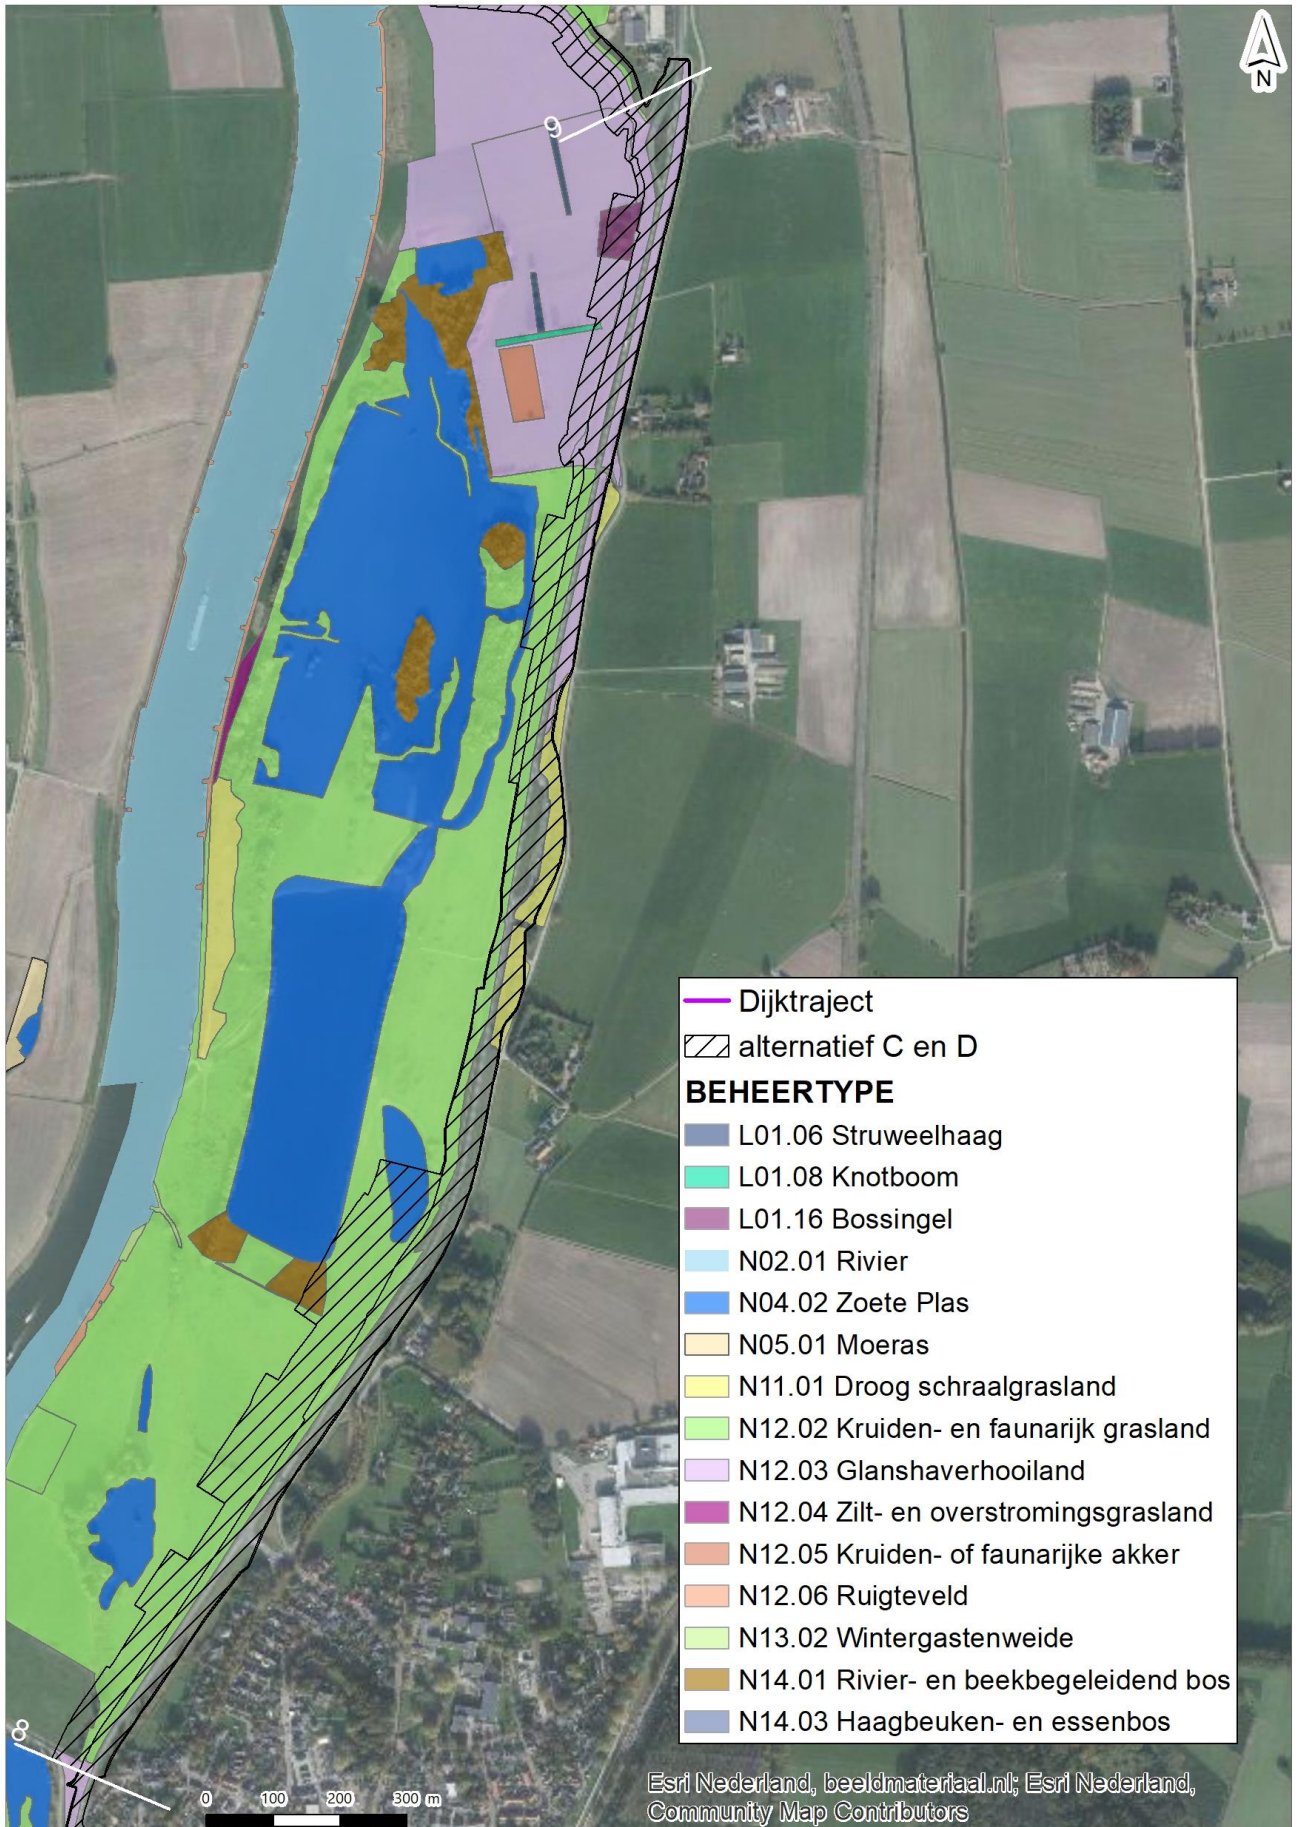 N
9
Dijktraject
alternatief C en D
BEHEERTYPE
L01.06 Struweelhaag
L01.08 Knotboom
L01.16 Bossingel
N02.01 Rivier
N04.02 Zoete Plas
N05.01 Moeras
N11.01 Droog schraalgrasland
N12.02 Kruiden- en faunarijk grasland
N12.03 Glanshaverhooiland
N12.04 Zilt- en overstromingsgrasland
N12.05 Kruiden- of faunarijke akker
N12.06 Ruigteveld
N13.02 Wintergastenweide
N14.01 Rivier- en beekbegeleidend bos
N14.03 Haagbeuken- en essenbos
8
0 100 200 300 m
Esri Nederland, beeldmateriaal.nl; Esri Nederland,
Community Map Contributors